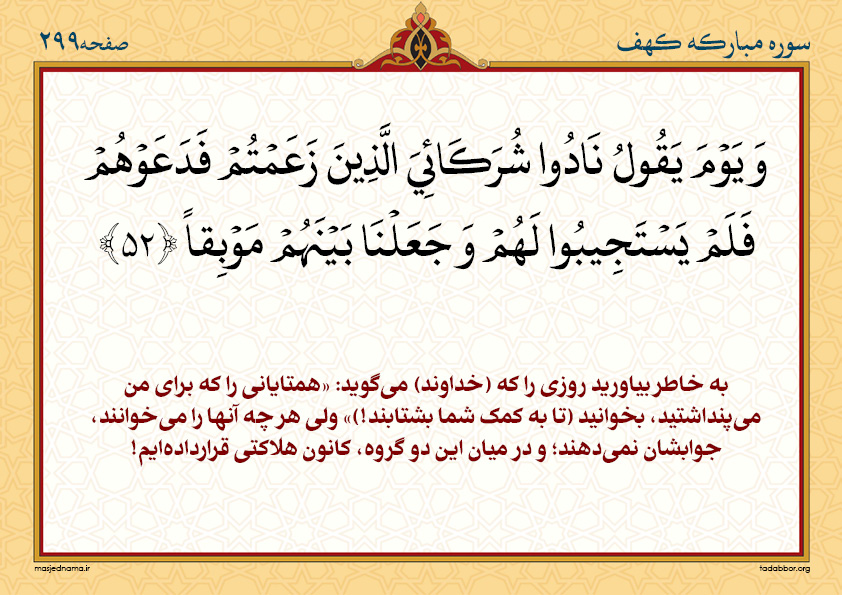 سوره مبارکه کهف
صفحه۲۹۹
وَ يَوْمَ يَقُولُ نَادُوا شُرَكَائِيَ الَّذِينَ زَعَمْتُمْ فَدَعَوْهُمْ
فَلَمْ يَسْتَجِيبُوا لَهُمْ وَ جَعَلْنَا بَيْنَهُمْ مَوْبِقاً ﴿۵۲﴾
به خاطر بیاورید روزی را که (خداوند) می‌گوید: «همتایانی را که برای من
می‌پنداشتید، بخوانید (تا به کمک شما بشتابند!)» ولی هر چه آنها را می‌خوانند،
جوابشان نمی‌دهند؛ و در میان این دو گروه، کانون هلاکتی قرارداده‌ایم!
masjednama.ir
tadabbor.org